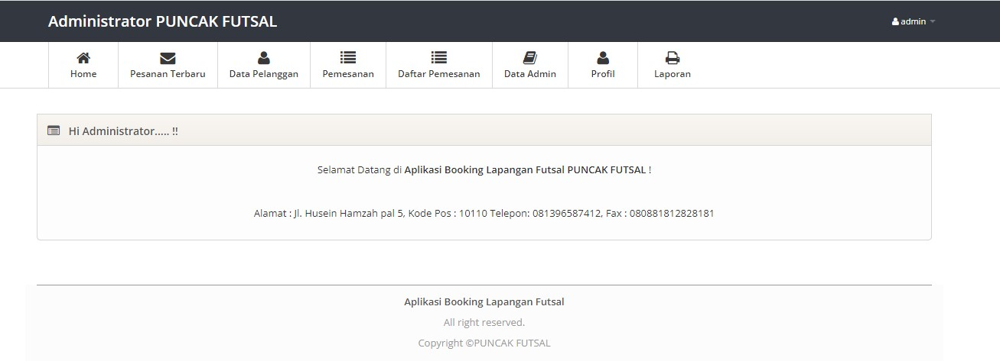 Administrator PUNCAK FUTSAL
admin
Home
Pesanan Terbaru
Data Pelanggan
Pemesanan
Daftar Pemesanan
Data Admin
Profil
Laporan
Hi Administrator..... !!
Selamat Datang di Aplikasi Booking Lapangan Futsal PUNCAK FUTSAL !
Alamat : Jl. Husein Hamzah pal 5, Kode Pos : 10110 Telepon: 081396587412, Fax : 080881812828181
Aplikasi Booking Lapangan Futsal
All right reserved.
Copyright ©PUNCAK FUTSAL